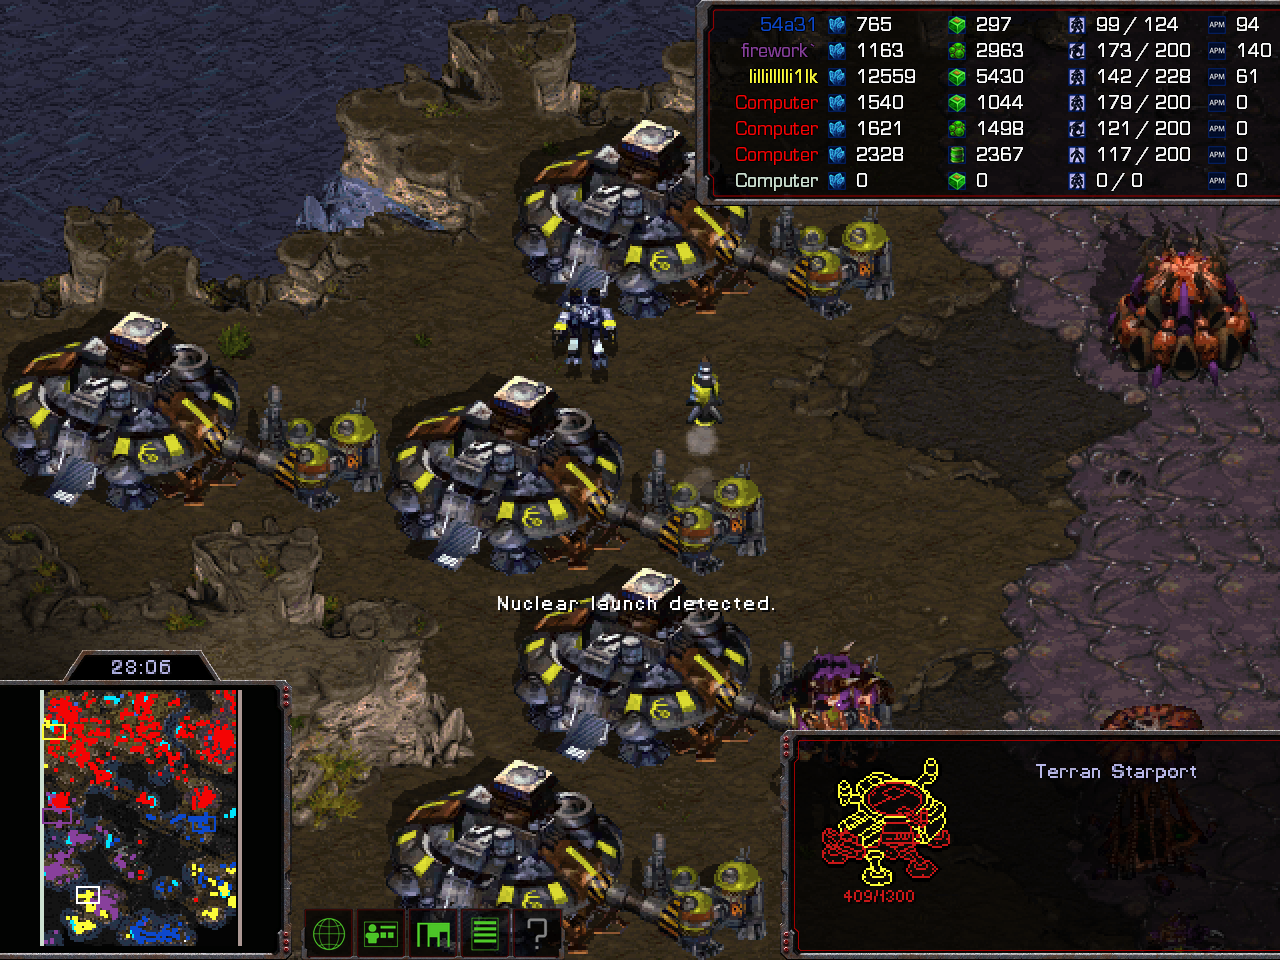 54a31 765 297 99 / 124 APM 94
firework` 1163 2963 173 / 200 APM 140
12559 5430 142 / 228 APM 61
Computer 1540 1044 179 / 200 APM 0
Computer 1621 1498 121 / 200 APM 0
Computer 2328 2367 117 / 200 APM 0
Computer 0 0 0 / 0 APM 0
Nuclear launch detected.
28:06
Terran Starport
409/1300
?